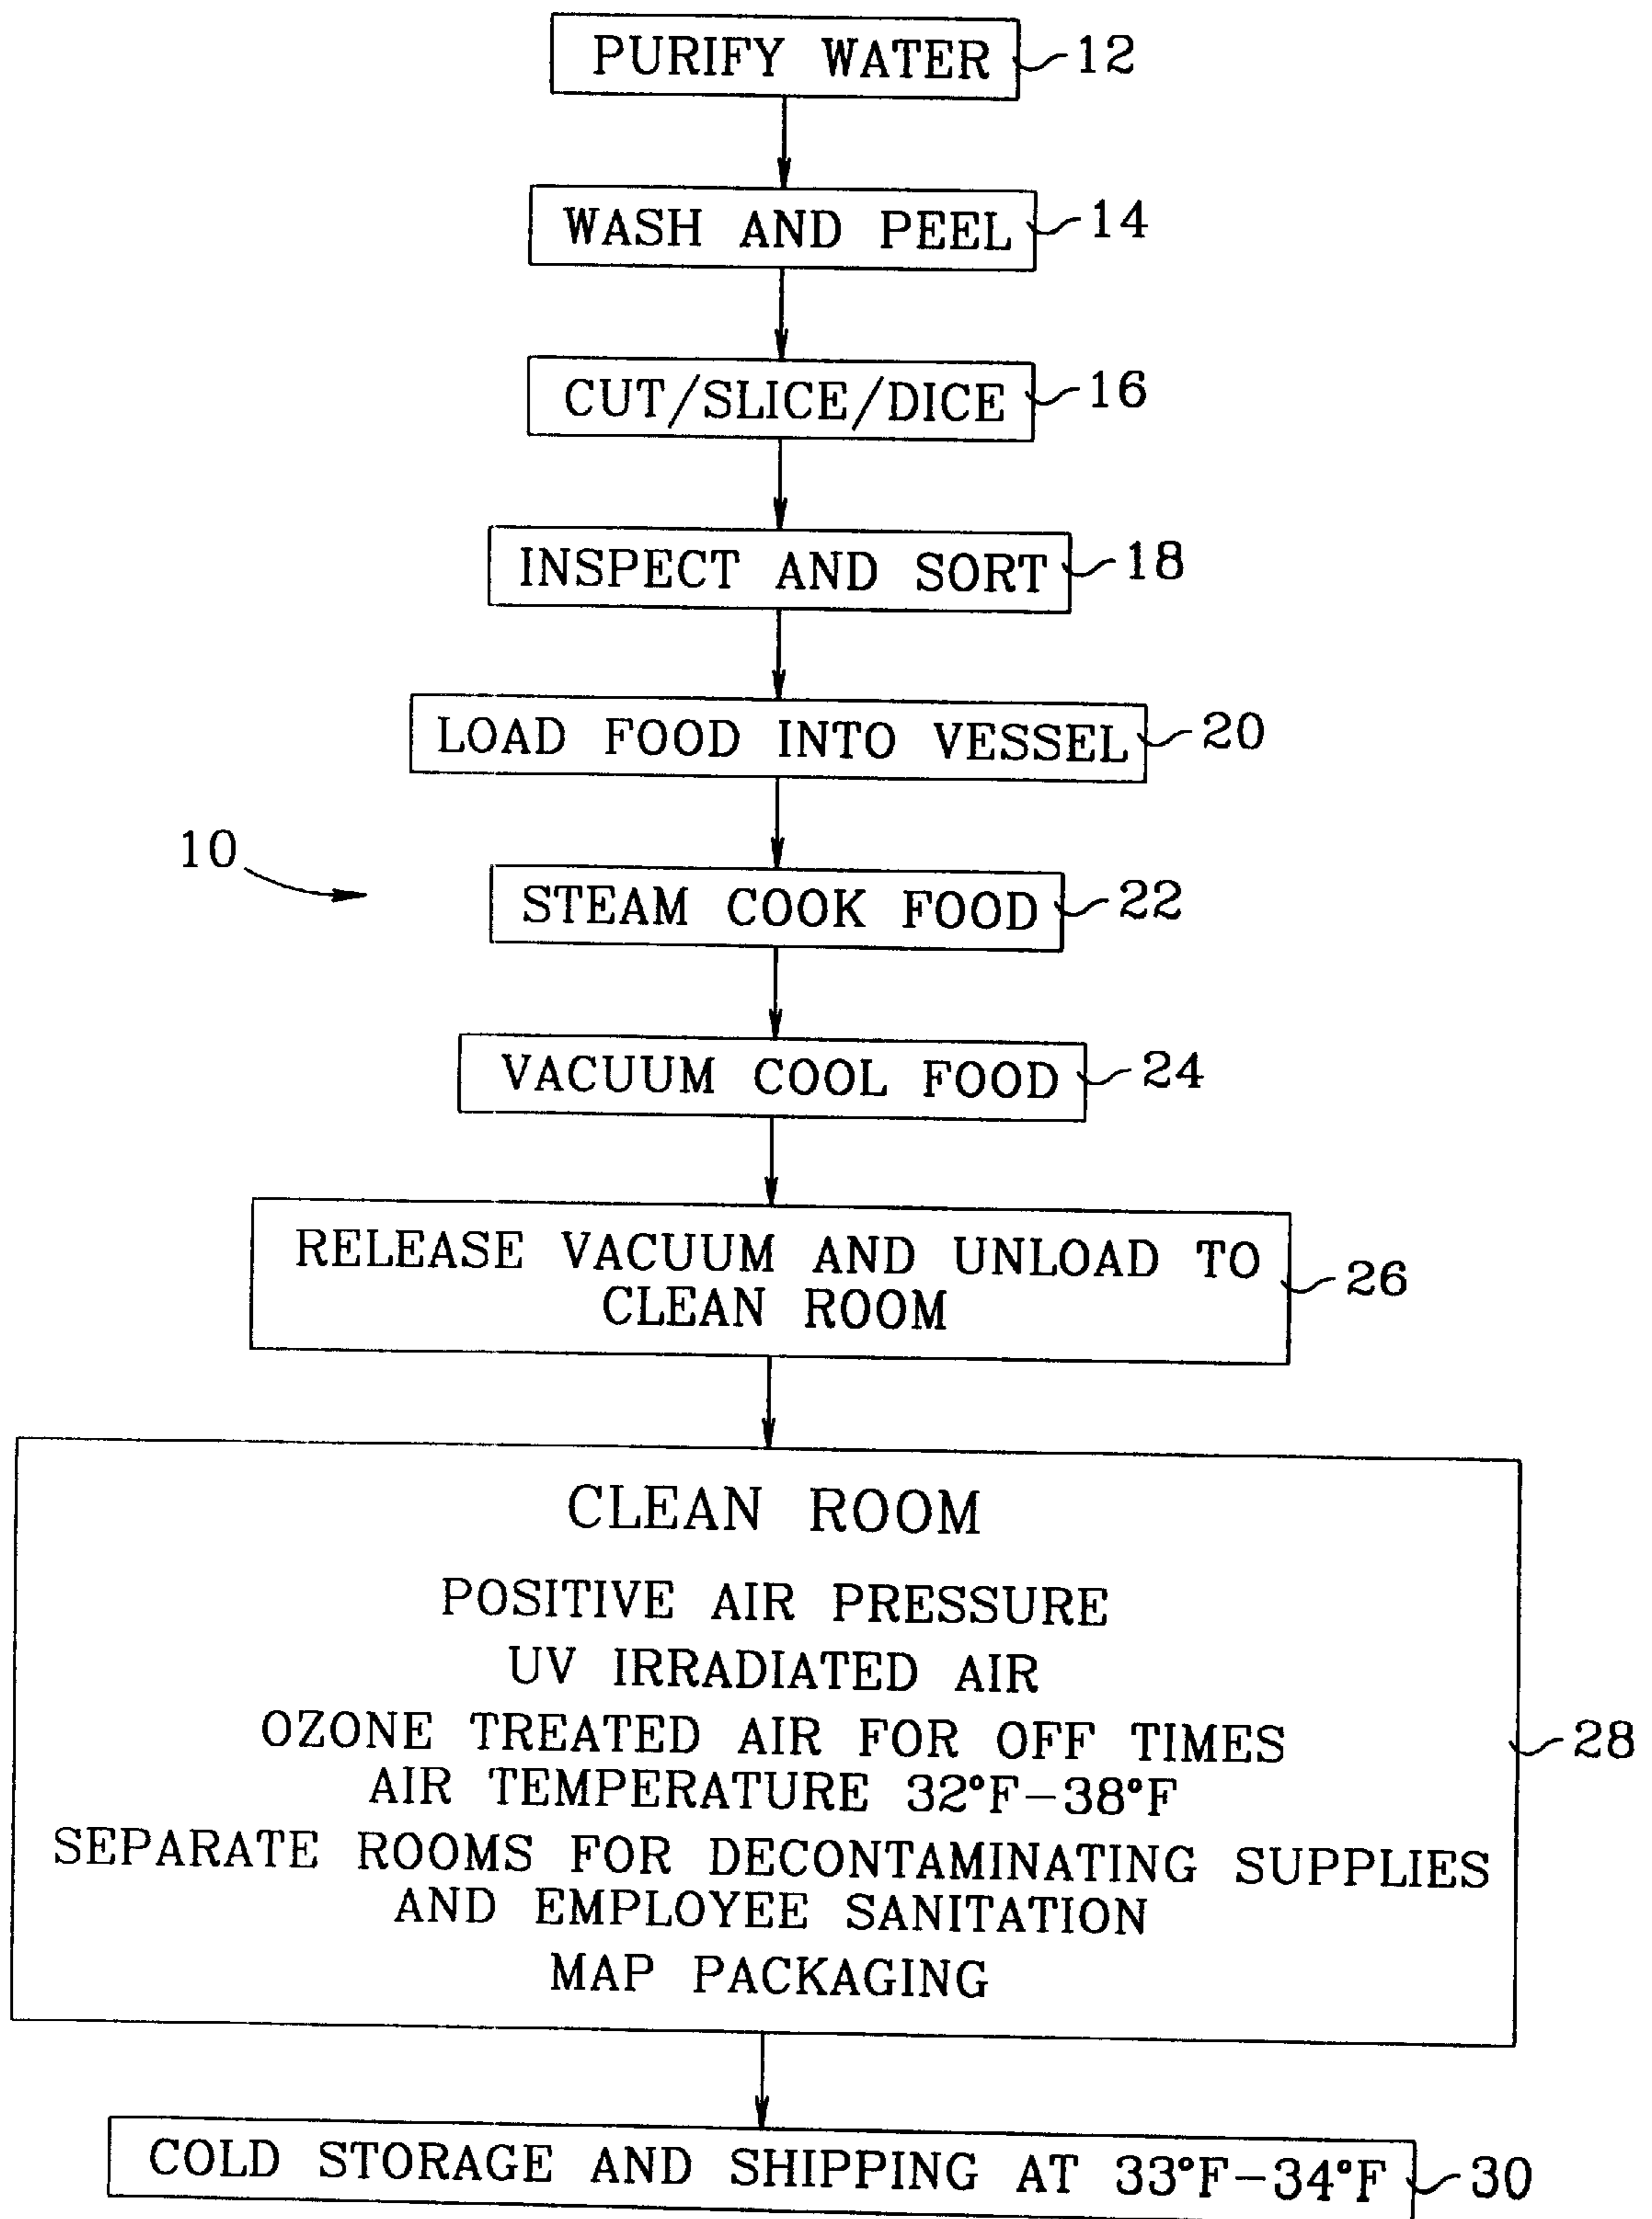 PURIFY WATER 12
WASH AND PEEL 14
CUT/SLICE/DICE 16
INSPECT AND SORT 18
LOAD FOOD INTO VESSEL 20
10
STEAM COOK FOOD 22
VACUUM COOL FOOD 24
RELEASE VACUUM AND UNLOAD TO
CLEAN ROOM
26
CLEAN ROOM
POSITIVE AIR PRESSURE
UV IRRADIATED AIR
OZONE TREATED AIR FOR OFF TIMES
28
AIR TEMPERATURE 32°F-38°F
SEPARATE ROOMS FOR DECONTAMINATING SUPPLIES
AND EMPLOYEE SANITATION
MAP PACKAGING
COLD STORAGE AND SHIPPING AT 33°F-34°F 30